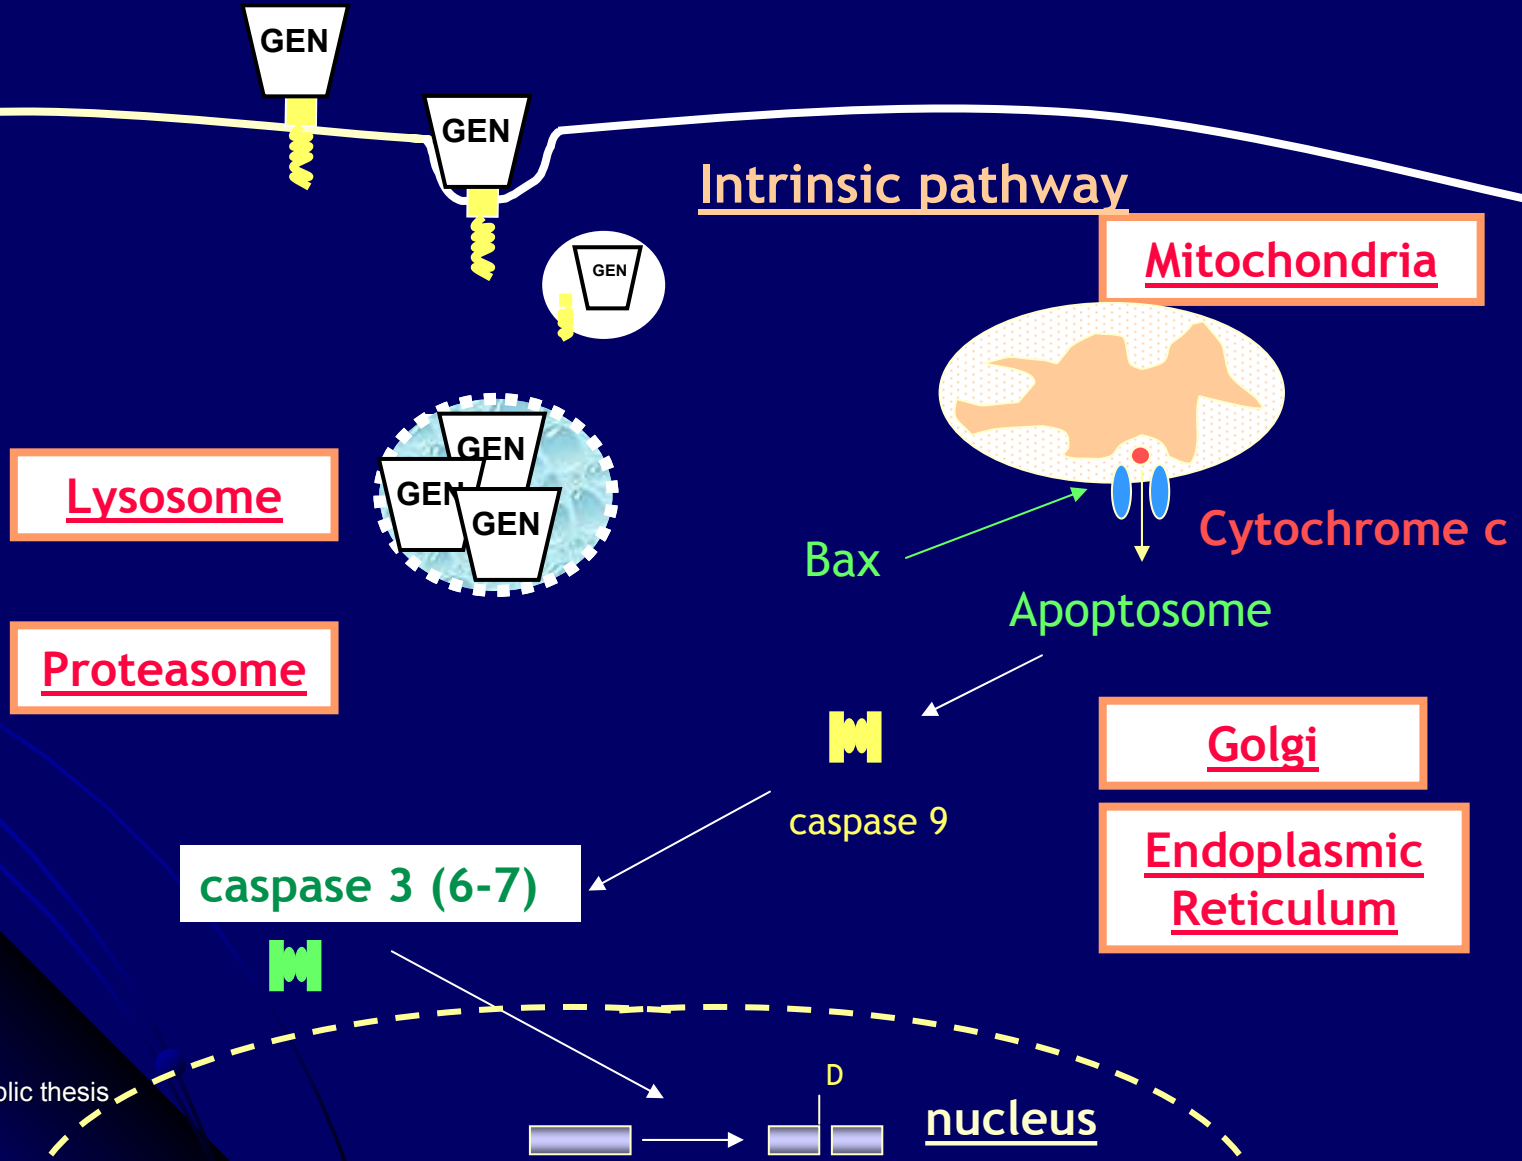 GEN
GEN
Intrinsic pathway
Mitochondria
GEN
GEN
GEN
GEN
Lysosome
Cytochrome c
Bax
Apoptosome
Proteasome
Golgi
caspase 9
Endoplasmic
Reticulum
caspase 3 (6-7)
D
thesis
nucleus